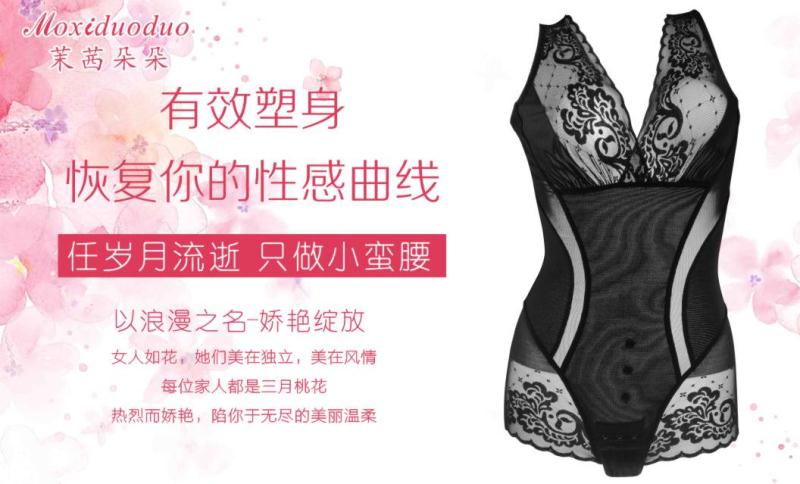 Moxiduoduo
茉茜朵朵
有效塑身
恢复你的性感曲线
任岁月流逝 只做小蛮腰
以浪漫之名-娇艳绽放
女人如花，她们美在独立，美在风情
每位家人都是三月桃花
热烈而娇艳，陷你于无尽的美丽温柔